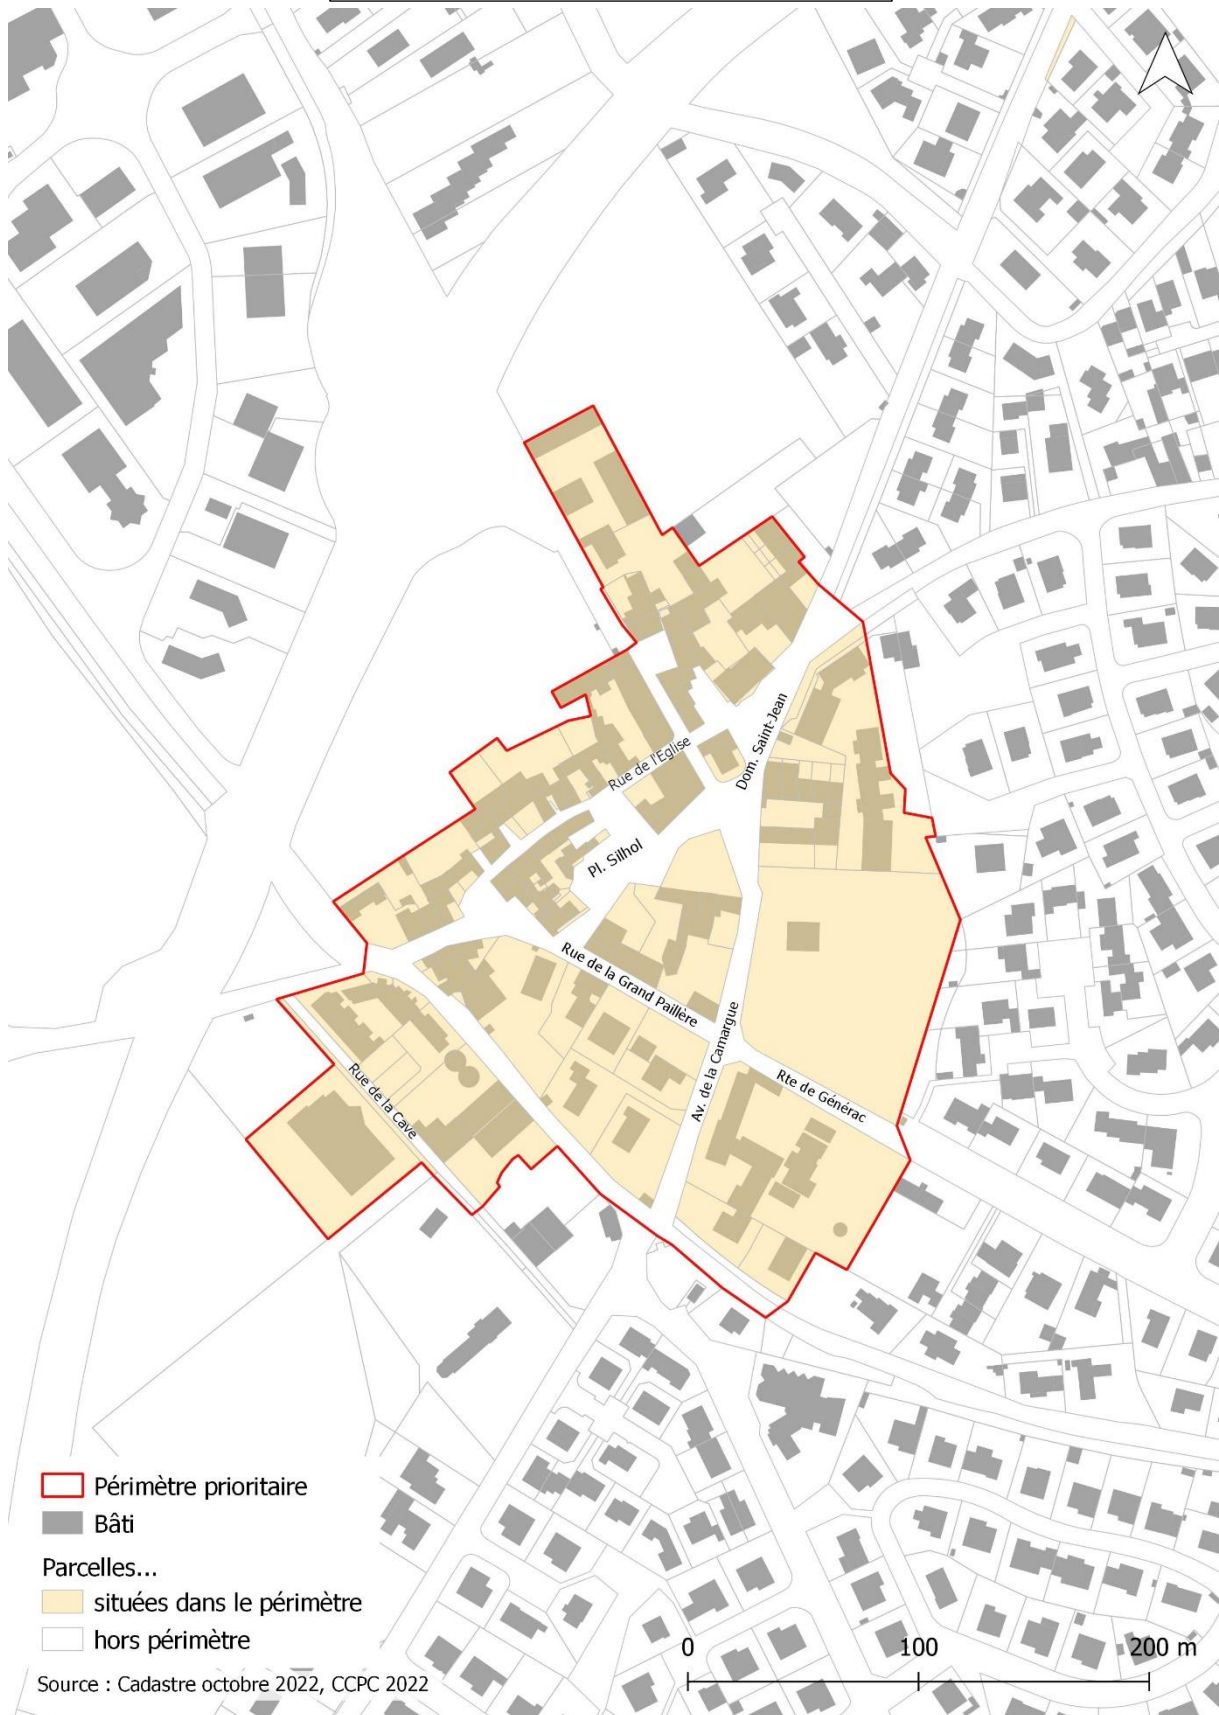 Rue de l'Eglise
Dom. Saint-Jean
Pl. Silhol
Rue de la Grand Paillère
Av. de la Camargue
Rte de Générac
Rue de la Cave
Périmètre prioritaire
Bâti
Parcelles...
situées dans le périmètre
hors périmètre
0 100 200 m
Source : Cadastre octobre 2022, CCPC 2022